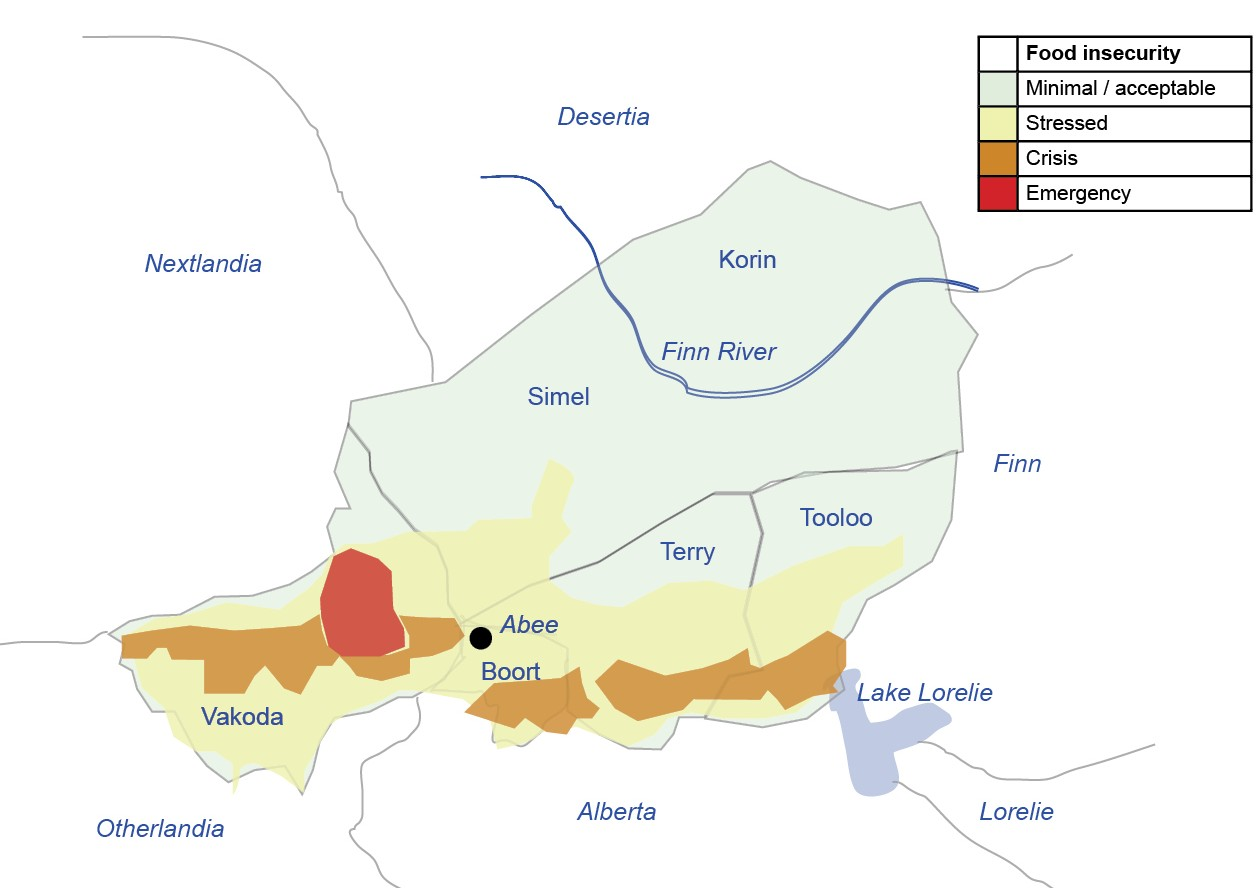 Food insecurity
Minimal / acceptable
Stressed
Crisis
Emergency
Desertia
Nextlandia
Korin
Finn River
Simel
Finn
Tooloo
Terry
Abee
Boort
Lake Lorelie
Vakoda
Otherlandia
Alberta
Lorelie